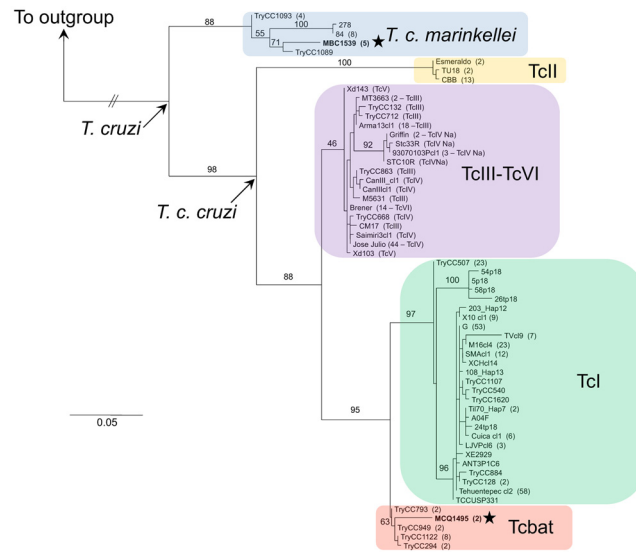 To outgroup
T. cruzi
T. c. cruzi
0.05
88
98
TryCC1093 (4)
100
278
55
84 (8)
71
MBC1539 (5)
TryCC1089
T. c. marinkellei
100
Esmeraldo (2)
TU18 (2)
CBB (13)
TcII
88
46
Xd143 (TcV)
MT3663 (2 – TcIII)
TryCC132 (TcIII)
TryCC712 (TcIII)
Arma13cl1 (18 –TcIII)
92
Griffin (2 – TcIV Na)
Stc33R (TcIV Na)
93070103Pcl1 (3 – TcIV Na)
STC10R (TcIVNa)
TryCC863 (TcIII)
CanIII_cl1 (TcIV)
CanIIIcl1 (TcIV)
M5631 (TcIII)
Brener (14 – TcVI)
TryCC668 (TcIV)
CM17 (TcIII)
Saimiri3cl1 (TcIV)
Jose Julio (44 – TcIV)
Xd103 (TcV)
TcIII-TcVI
95
97
TryCC507 (23)
100
54p18
5p18
58p18
26tp18
203_Hap12
X10 cl1 (9)
G (53)
TVcl9 (7)
M16cl4 (23)
SMAcl1 (12)
XCHcl14
108_Hap13
TryCC1107
TryCC540
TryCC1620
Til70_Hap7 (2)
A04F
24tp18
Cuica cl1 (6)
LJVPcl6 (3)
XE2929
96
ANT3P1C6
TryCC884
TryCC128 (2)
Tehuentepec cl2 (58)
TCCUSP331
TcI
63
TryCC793 (2)
MCQ1495 (2)
TryCC949 (2)
TryCC1122 (8)
TryCC294 (2)
Tcbat